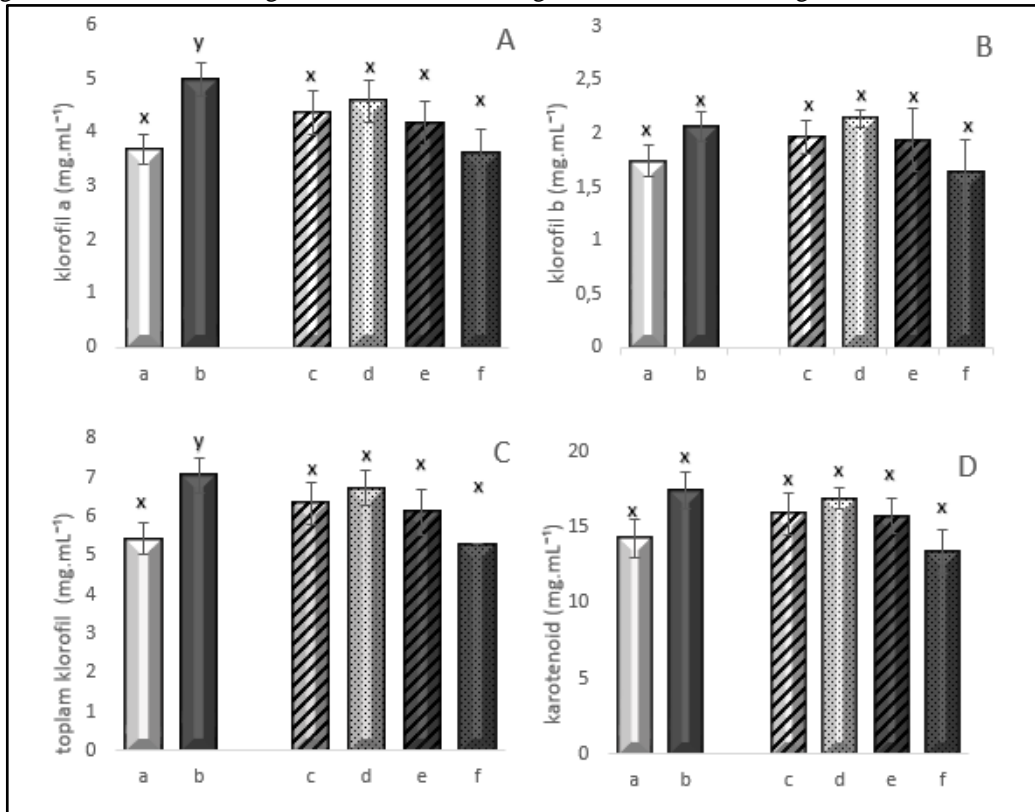 A
klorofil a (mg.mL⁻¹)
6
5
4
3
2
1
0
x
y
x
x
x
x
a
b
c
d
e
f
B
klorofil b (mg.mL⁻¹)
3
2,5
2
1,5
1
0,5
0
x
x
x
x
x
x
a
b
c
d
e
f
C
toplam klorofil (mg.mL⁻¹)
8
7
6
5
4
3
2
1
0
x
y
x
x
x
x
a
b
c
d
e
f
D
karotenoid (mg.mL⁻¹)
20
15
10
5
0
x
x
x
x
x
x
a
b
c
d
e
f